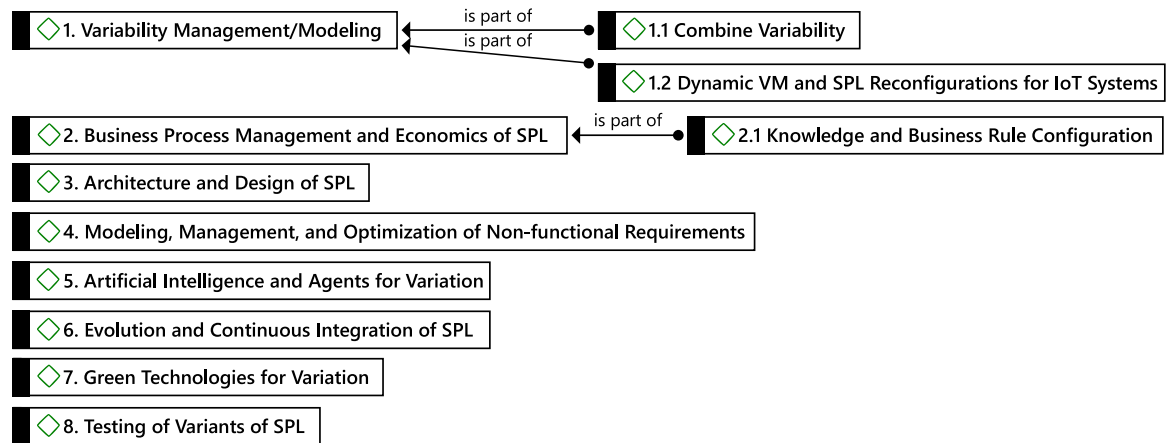 1. Variability Management/Modeling
is part of
1.1 Combine Variability
is part of
1.2 Dynamic VM and SPL Reconfigurations for IoT Systems
2. Business Process Management and Economics of SPL
is part of
2.1 Knowledge and Business Rule Configuration
3. Architecture and Design of SPL
4. Modeling, Management, and Optimization of Non-functional Requirements
5. Artificial Intelligence and Agents for Variation
6. Evolution and Continuous Integration of SPL
7. Green Technologies for Variation
8. Testing of Variants of SPL